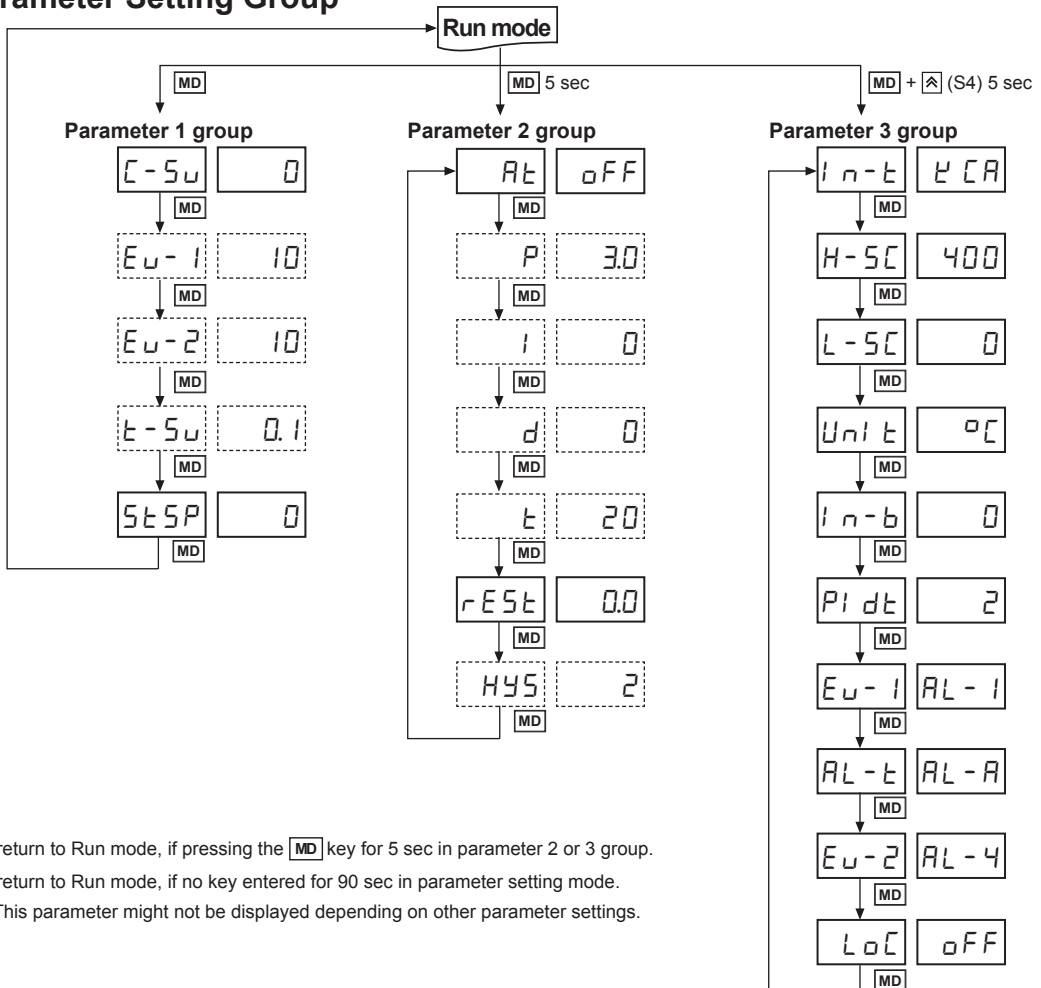 rameter Setting Group
Run mode
MD
MD 5 sec
MD + (S4) 5 sec
Parameter 1 group
C-Su 0
MD
Eu-1 10
MD
Eu-2 10
MD
t-Su 0.1
MD
StSP 0
MD
Parameter 2 group
At oFF
MD
P 3.0
MD
I 0
MD
d 0
MD
t 20
MD
rESt 0.0
MD
HYS 2
MD
Parameter 3 group
In-t KCA
MD
H-SC 400
MD
L-SC 0
MD
UnIt °C
MD
In-b 0
MD
PIdt 2
MD
Eu-1 AL-1
MD
AL-t AL-A
MD
Eu-2 AL-4
MD
LoC oFF
MD
return to Run mode, if pressing the MD key for 5 sec in parameter 2 or 3 group.
return to Run mode, if no key entered for 90 sec in parameter setting mode.
This parameter might not be displayed depending on other parameter settings.